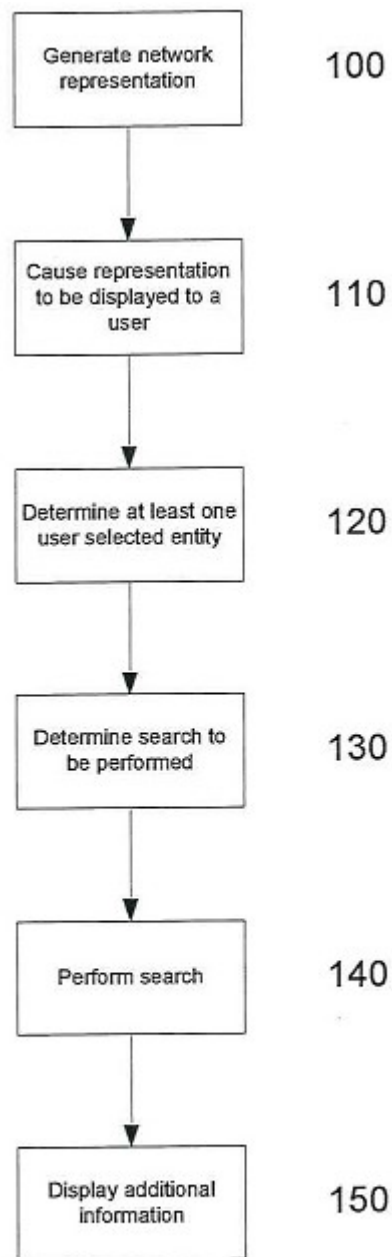 Generate network
representation
100
Cause representation
to be displayed to a
user
110
Determine at least one
user selected entity
120
Determine search to
be performed
130
Perform search
140
Display additional
information
150